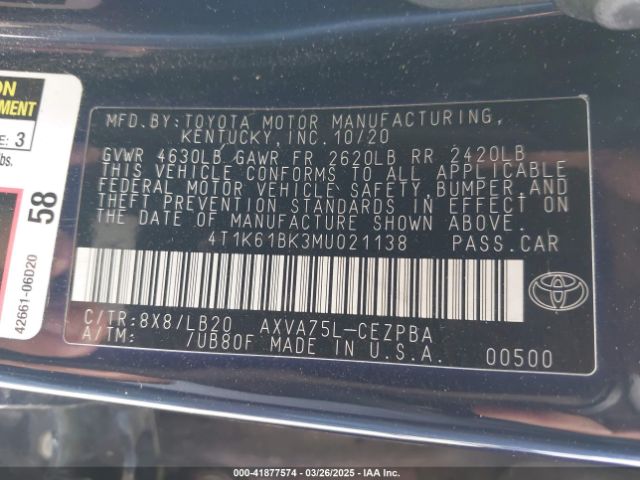 ON
MENT
E: 3
bs.
58
42661-06D20
MFD.BY:TOYOTA MOTOR MANUFACTURING,
KENTUCKY,INC.10/20
GVWR 4630LB GAWR FR 2620LB RR 2420LB
THIS VEHICLE CONFORMS TO ALL APPLICABLE
FEDERAL MOTOR VEHICLE SAFETY,BUMPER,AND
THEFT PREVENTION STANDARDS IN EFFECT ON
THE DATE OF MANUFACTURE SHOWN ABOVE.
4T1K61BK3MU021138 PASS.CAR
C/TR:8X8/LB20 AXVA75L-CEZPBA
A/TM: /UB80F MADE IN U.S.A. 00500
000-41877574 | 03/26/2025 | IAAI.COM